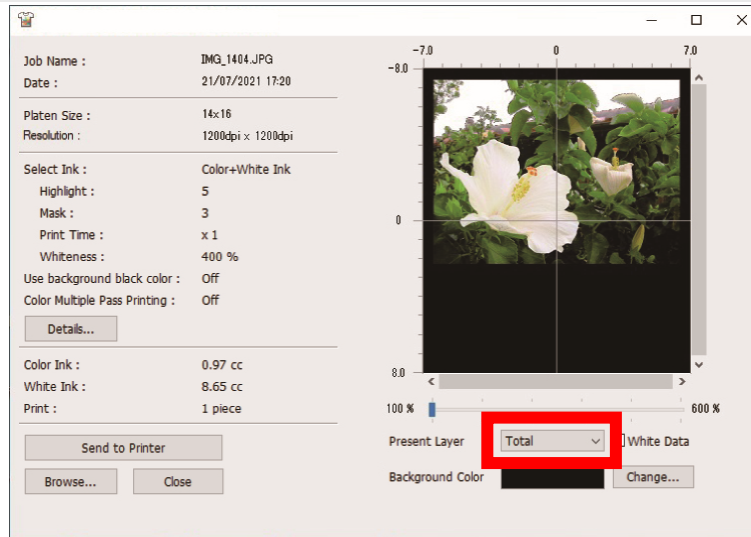 Job Name : IMG_1404.JPG
Date : 21/07/2021 17:20
Platen Size : 14x16
Resolution : 1200dpi x 1200dpi
Select Ink : Color+White Ink
Highlight : 5
Mask : 3
Print Time : x 1
Whiteness : 400 %
Use background black color : Off
Color Multiple Pass Printing : Off
Details...
Color Ink : 0.97 cc
White Ink : 8.65 cc
Print : 1 piece
Send to Printer
Browse... Close
-7.0 0 7.0
-8.0
0
8.0
100 % 600 %
Present Layer Total White Data
Background Color Change...